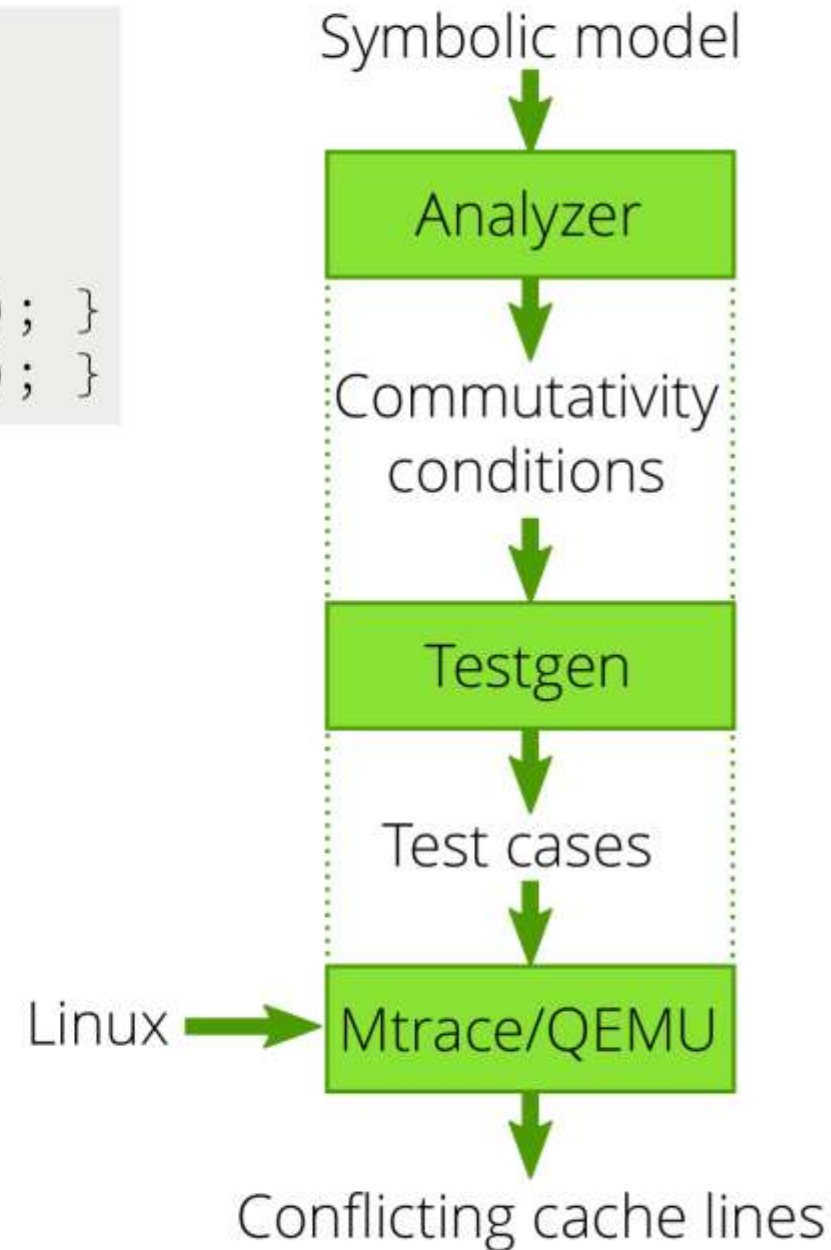 Symbolic model
Analyzer
); }
); }
Commutativity
conditions
Testgen
Test cases
Linux
Mtrace/QEMU
Conflicting cache lines